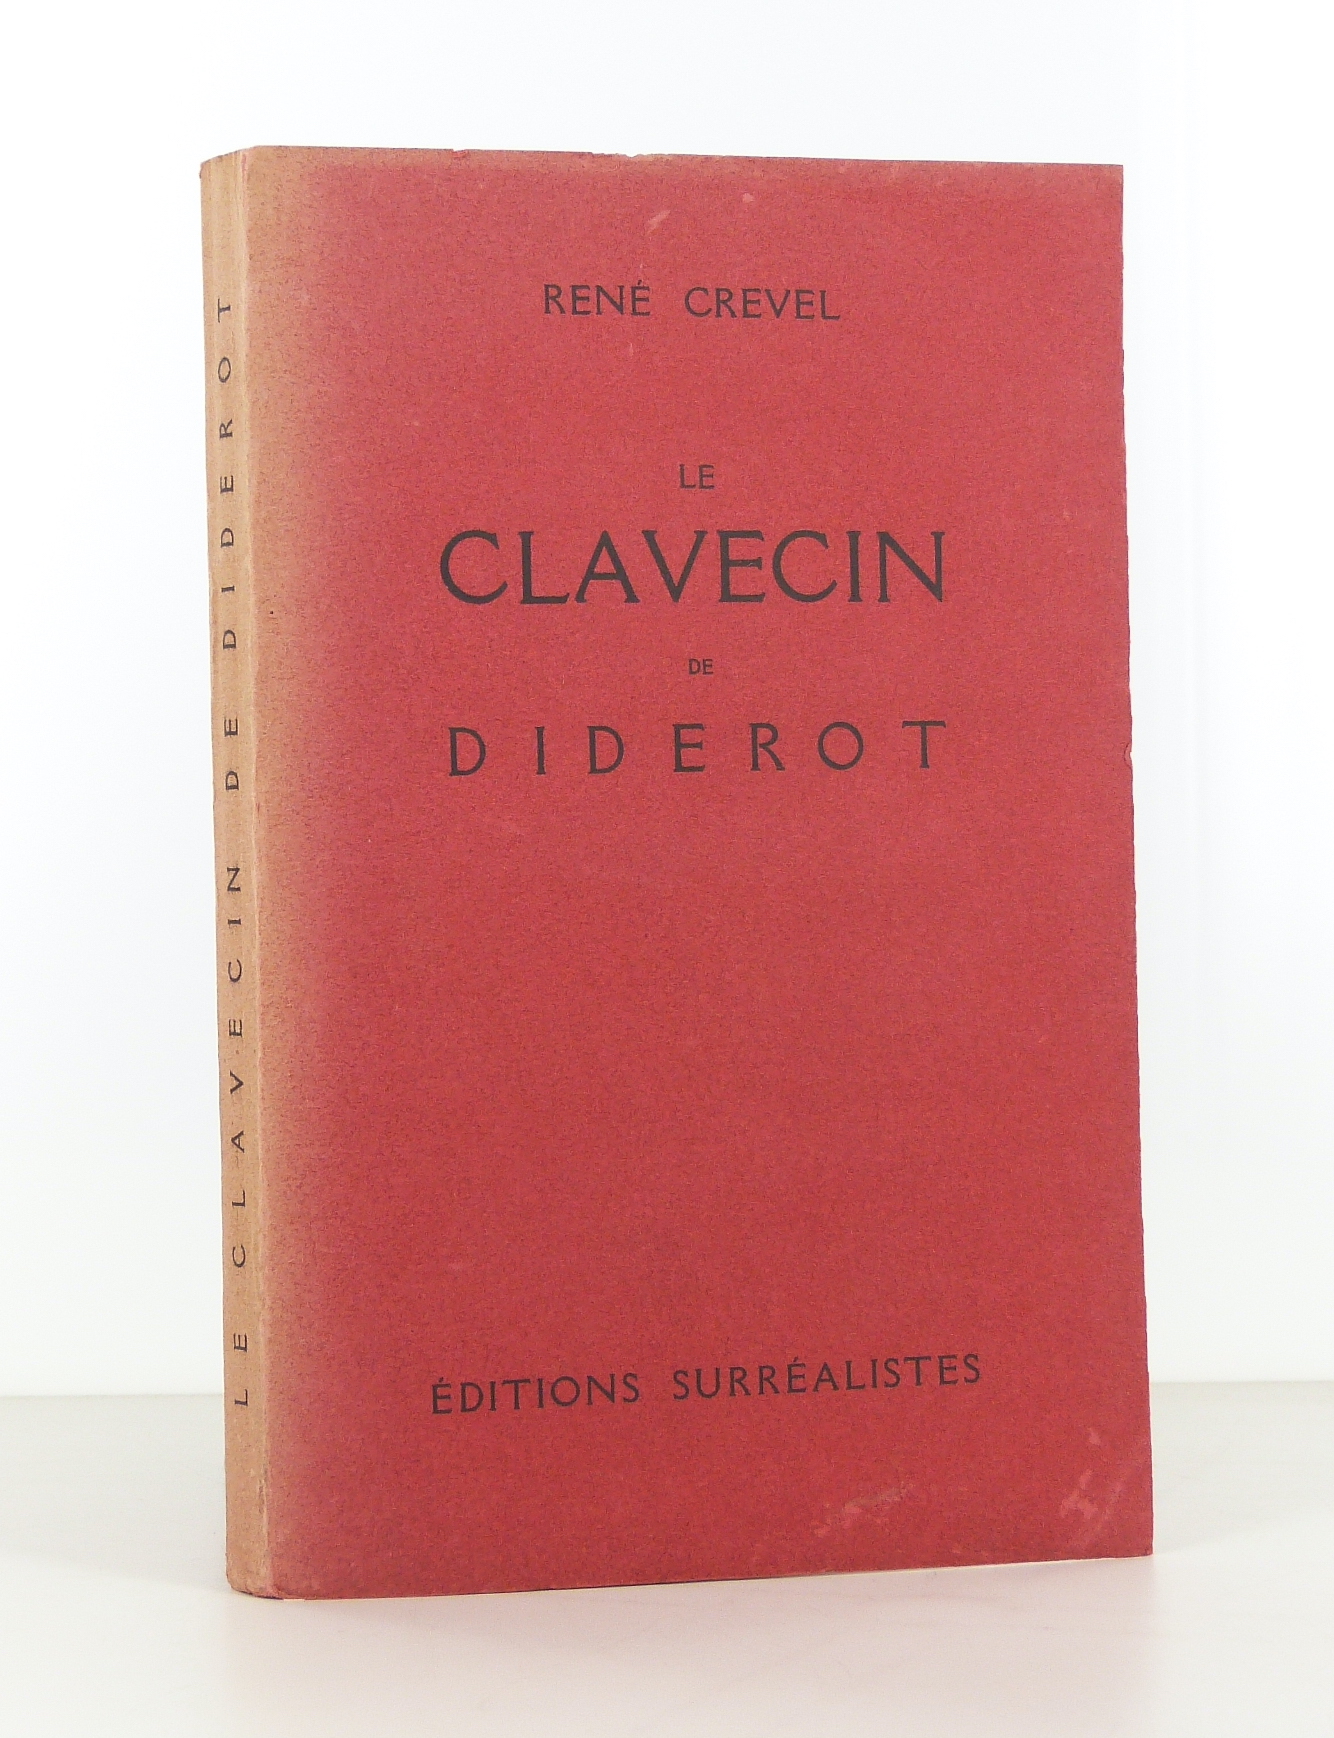 RENÉ CREVEL
LE
CLAVECIN
DE
DIDEROT
ÉDITIONS SURRÉALISTES
LE CLAVECIN DE DIDEROT